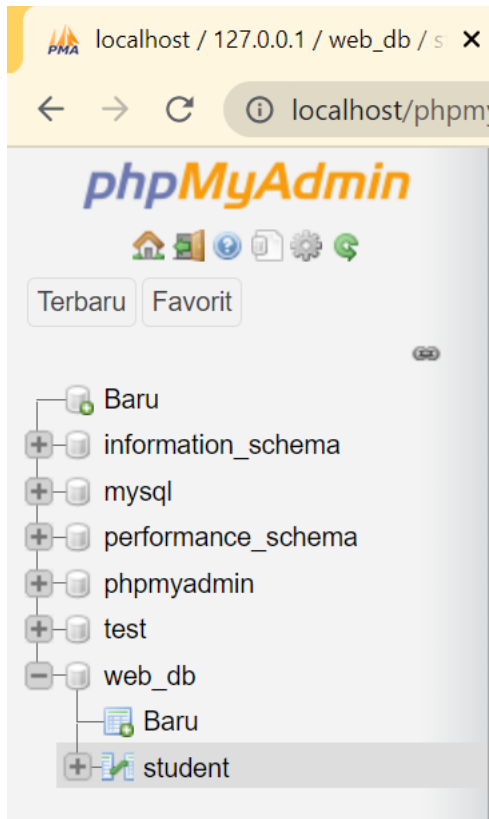 PMA localhost / 127.0.0.1 / web_db / s
localhost/phpmy
phpMyAdmin
Terbaru Favorit
Baru
information_schema
mysql
performance_schema
phpmyadmin
test
web_db
Baru
student